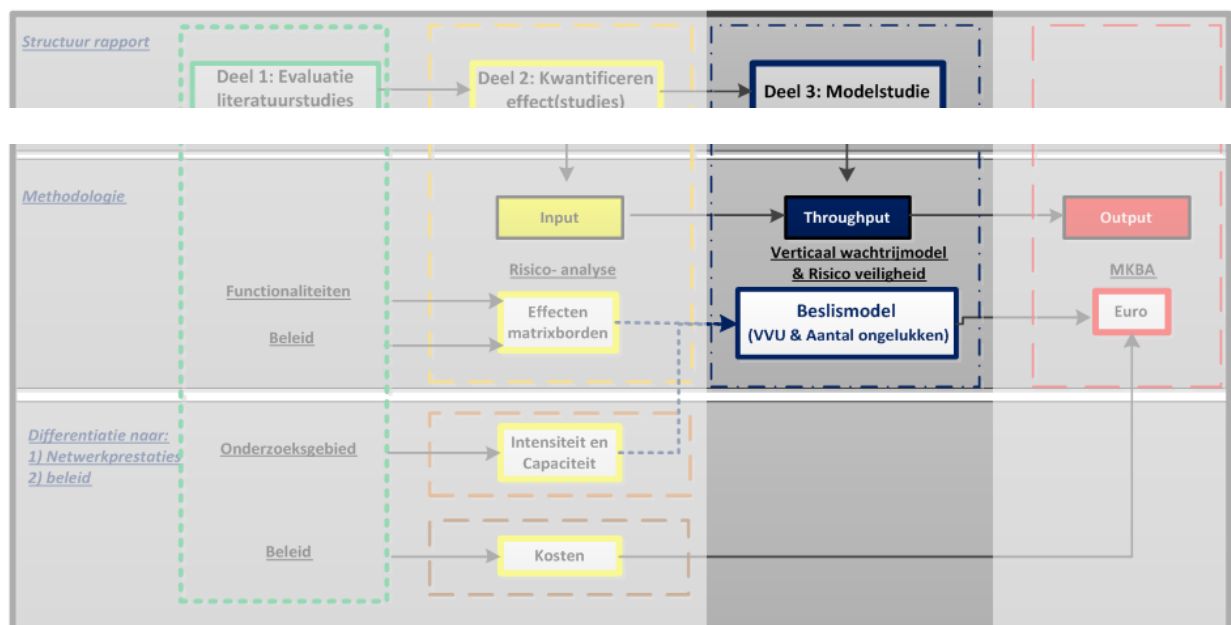 Structuur rapport
Deel 1: Evaluatie
literatuurstudies
Deel 2: Kwantificeren
effect(studies)
Deel 3: Modelstudie
Methodologie
Input
Throughput
Output
Risico- analyse
Verticaal wachtrijmodel
& Risico veiligheid
MKBA
Functionaliteiten
Beleid
Effecten
matrixborden
Beslismodel
(VVU & Aantal ongelukken)
Euro
Differentiatie naar:
1) Netwerkprestaties
2) beleid
Onderzoeksgebied
Intensiteit en
Capaciteit
Beleid
Kosten